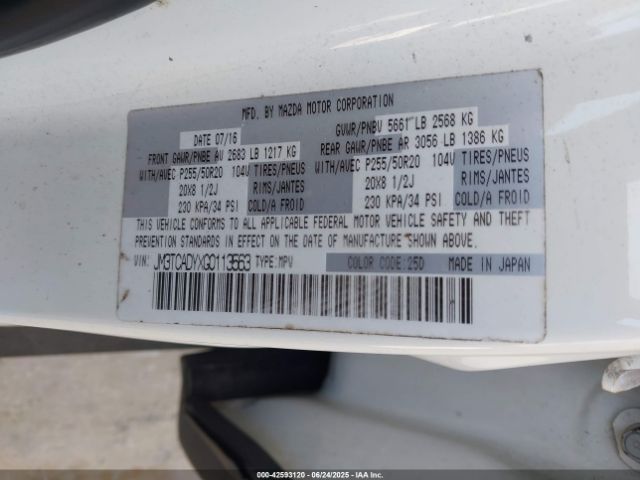 MFD. BY MAZDA MOTOR CORPORATION
DATE 07/16 GVWR/PNBV 5661 LB 2568 KG
FRONT GAWR/PNBE AV 2683 LB 1217 KG REAR GAWR/PNBE AR 3056 LB 1386 KG
WITH/AVEC P255/50R20 104V TIRES/PNEUS WITH/AVEC P255/50R20 104V TIRES/PNEUS
20X8 1/2J RIMS/JANTES 20X8 1/2J RIMS/JANTES
230 KPA/34 PSI COLD/A FROID 230 KPA/34 PSI COLD/A FROID
THIS VEHICLE CONFORMS TO ALL APPLICABLE FEDERAL MOTOR VEHICLE SAFETY AND THEFT
PREVENTION STANDARDS IN EFFECT ON THE DATE OF MANUFACTURE SHOWN ABOVE.
VIN: JM3TCADYXG0113563 TYPE: MPV COLOR CODE: 25D MADE IN JAPAN
000-42593120 - 06/24/2025 - COPYRIGHT IAA, LLC.